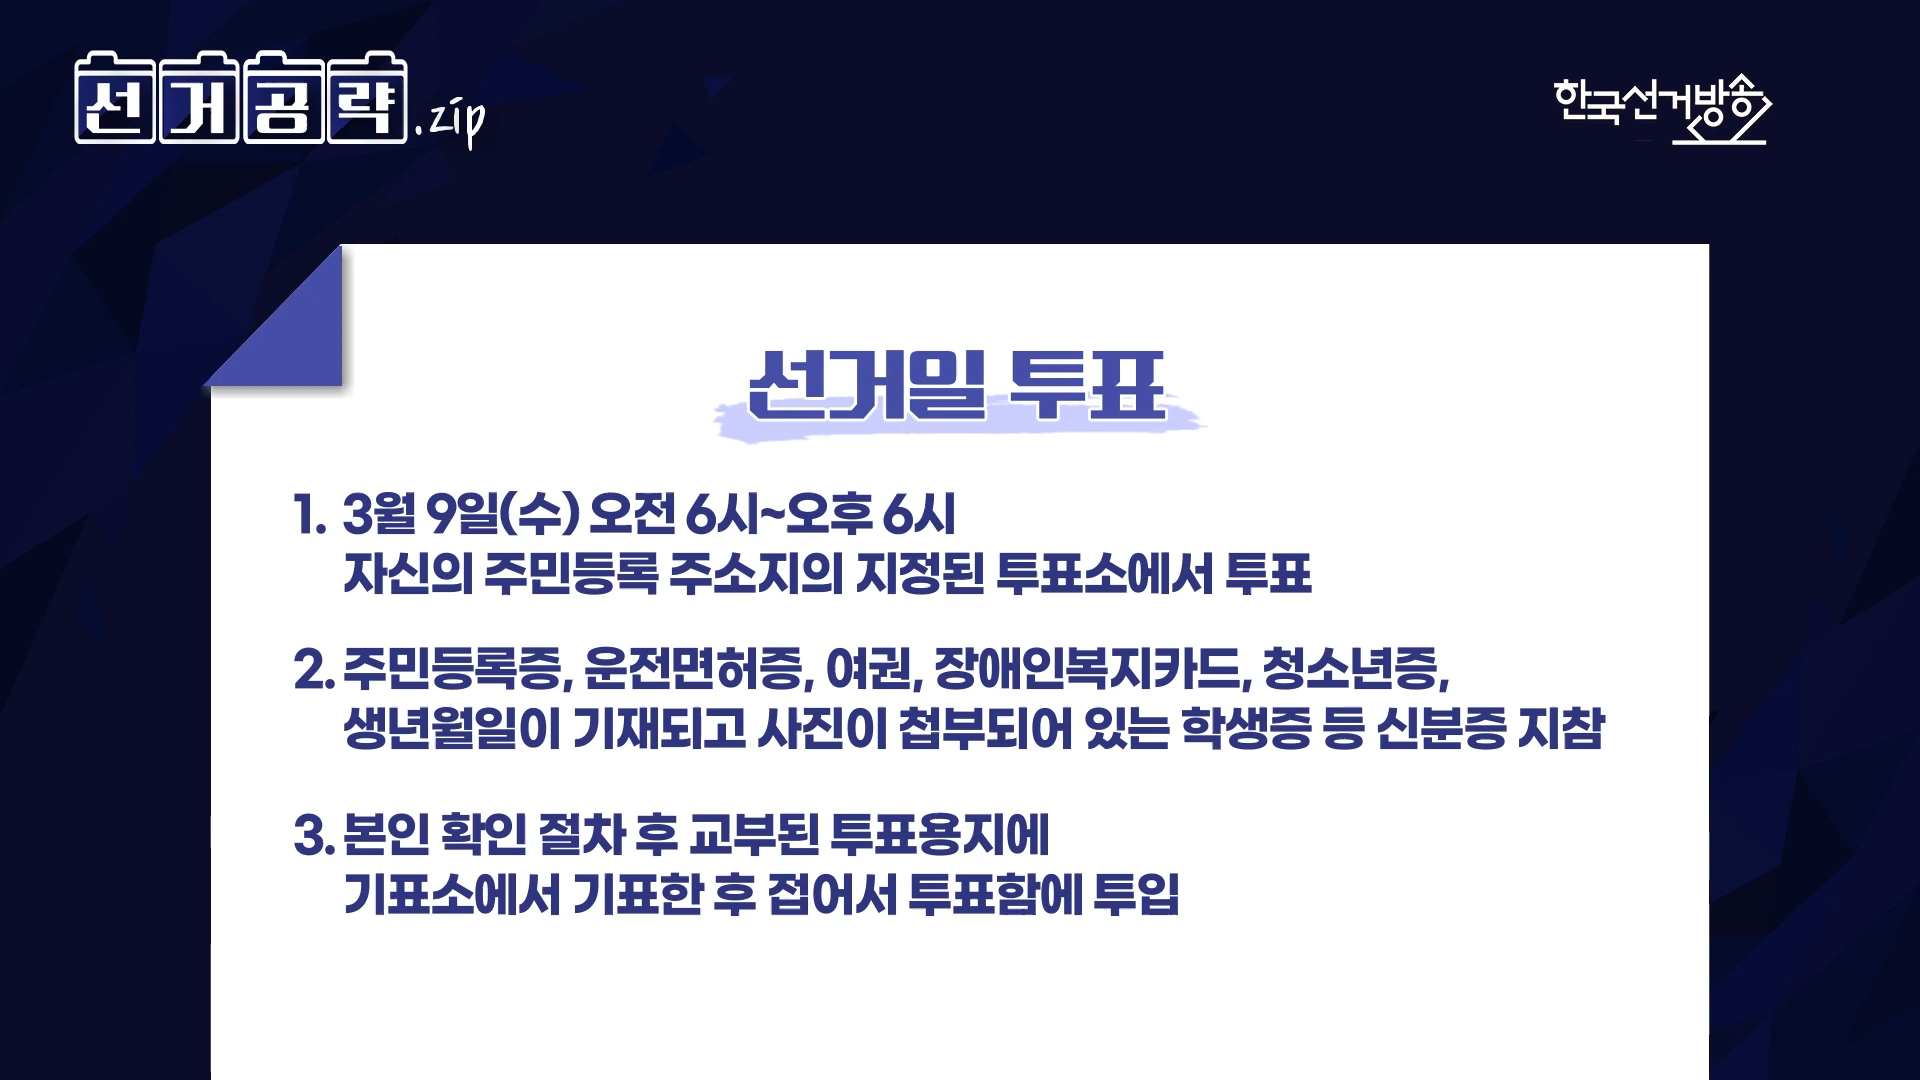 선거공략.zip
한국선거방송
선거일 투표
1. 3월 9일(수) 오전 6시~오후 6시
자신의 주민등록 주소지의 지정된 투표소에서 투표
2. 주민등록증, 운전면허증, 여권, 장애인복지카드, 청소년증,
생년월일이 기재되고 사진이 첩부되어 있는 학생증 등 신분증 지참
3. 본인 확인 절차 후 교부된 투표용지에
기표소에서 기표한 후 접어서 투표함에 투입